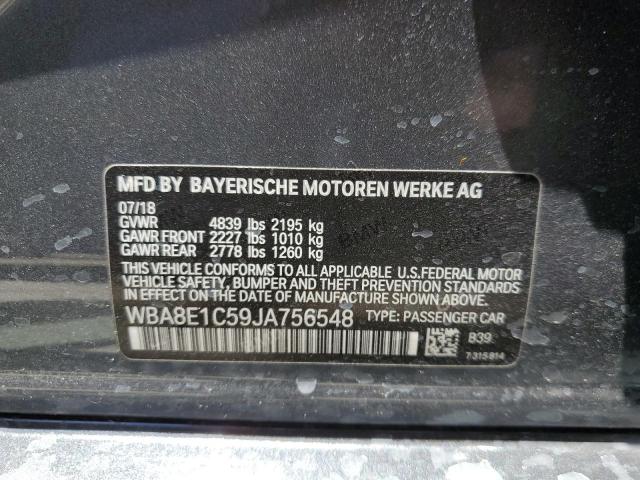 MFD BY BAYERISCHE MOTOREN WERKE AG
07/18
GVWR 4839 lbs 2195 kg
GAWR FRONT 2227 lbs 1010 kg
GAWR REAR 2778 lbs 1260 kg
THIS VEHICLE CONFORMS TO ALL APPLICABLE U.S.FEDERAL MOTOR
VEHICLE SAFETY, BUMPER AND THEFT PREVENTION STANDARDS
IN EFFECT ON THE DATE OF MANUFACTURE SHOWN ABOVE.
WBA8E1C59JA756548 TYPE: PASSENGER CAR
B39
7315814